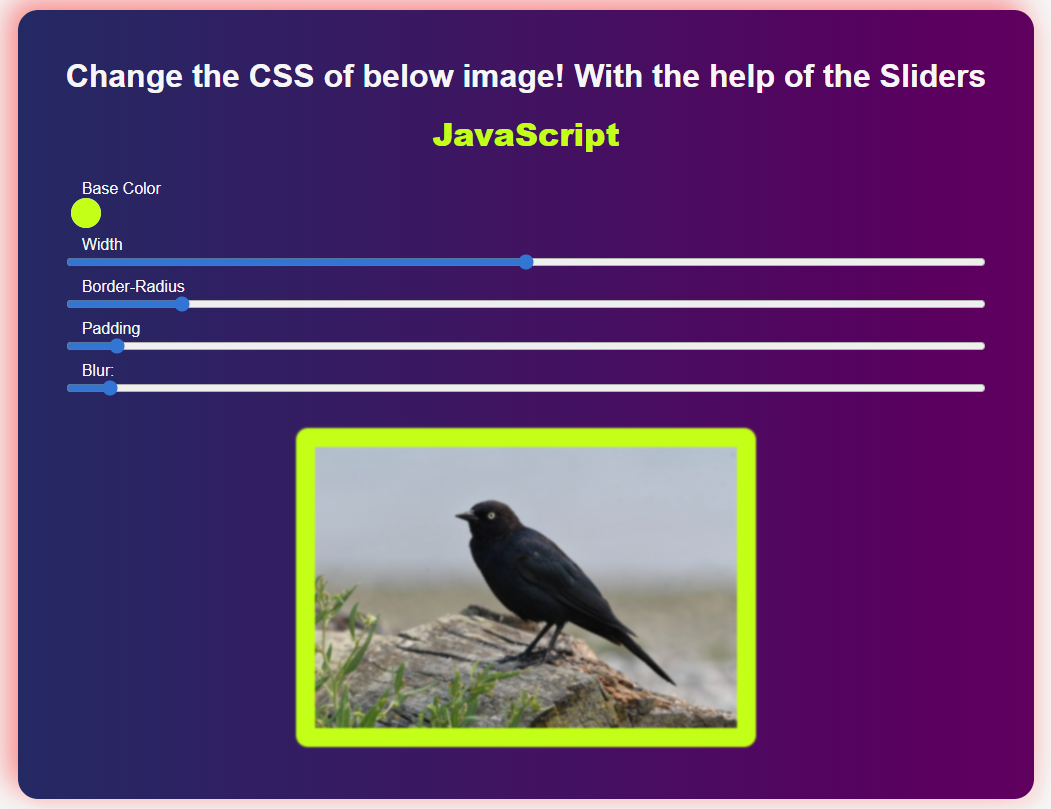 Change the CSS of below image! With the help of the Sliders
JavaScript
Base Color
Width
Border-Radius
Padding
Blur: